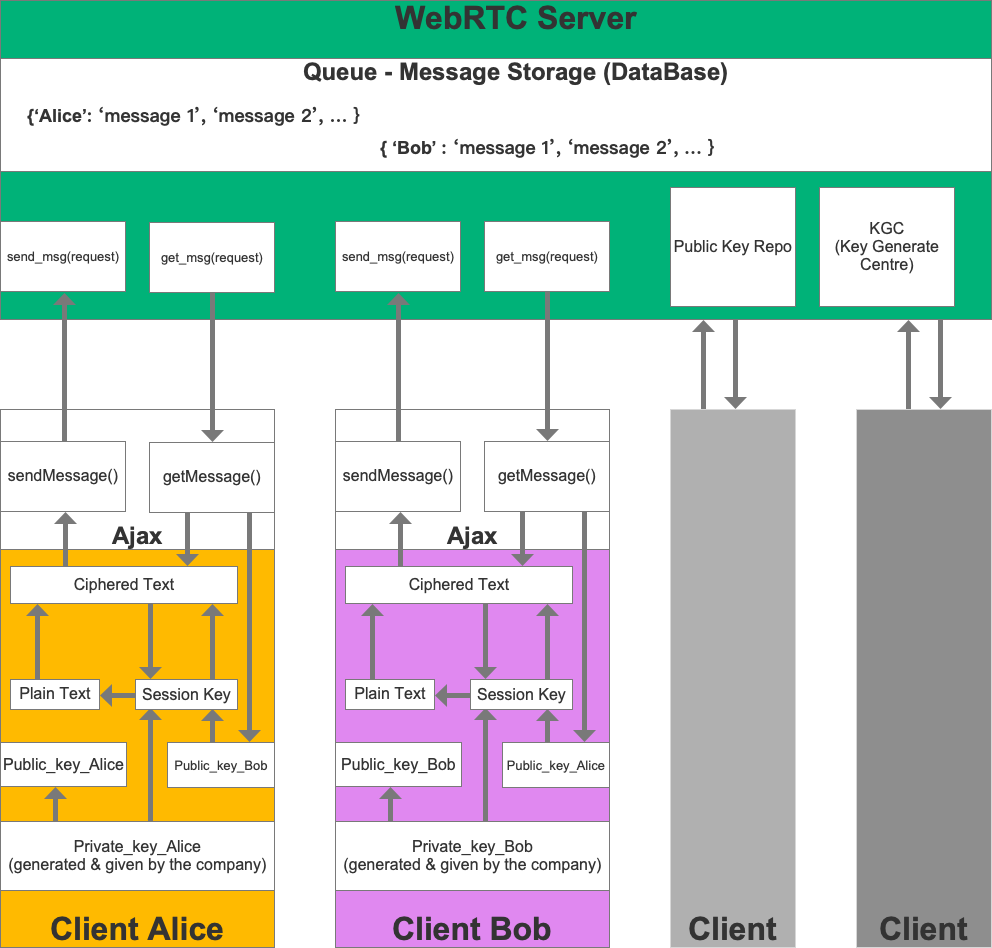 WebRTC Server
Queue - Message Storage (DataBase)
{‘Alice’: ‘message 1’, ‘message 2’, ... }
{ ‘Bob’ : ‘message 1’, ‘message 2’, ... }
send_msg(request)
get_msg(request)
send_msg(request)
get_msg(request)
Public Key Repo
KGC
(Key Generate
Centre)
sendMessage()
getMessage()
sendMessage()
getMessage()
Ajax
Ajax
Ciphered Text
Ciphered Text
Plain Text
Session Key
Plain Text
Session Key
Public_key_Alice
Public_key_Bob
Public_key_Bob
Public_key_Alice
Private_key_Alice
(generated & given by the company)
Private_key_Bob
(generated & given by the company)
Client Alice
Client Bob
Client
Client